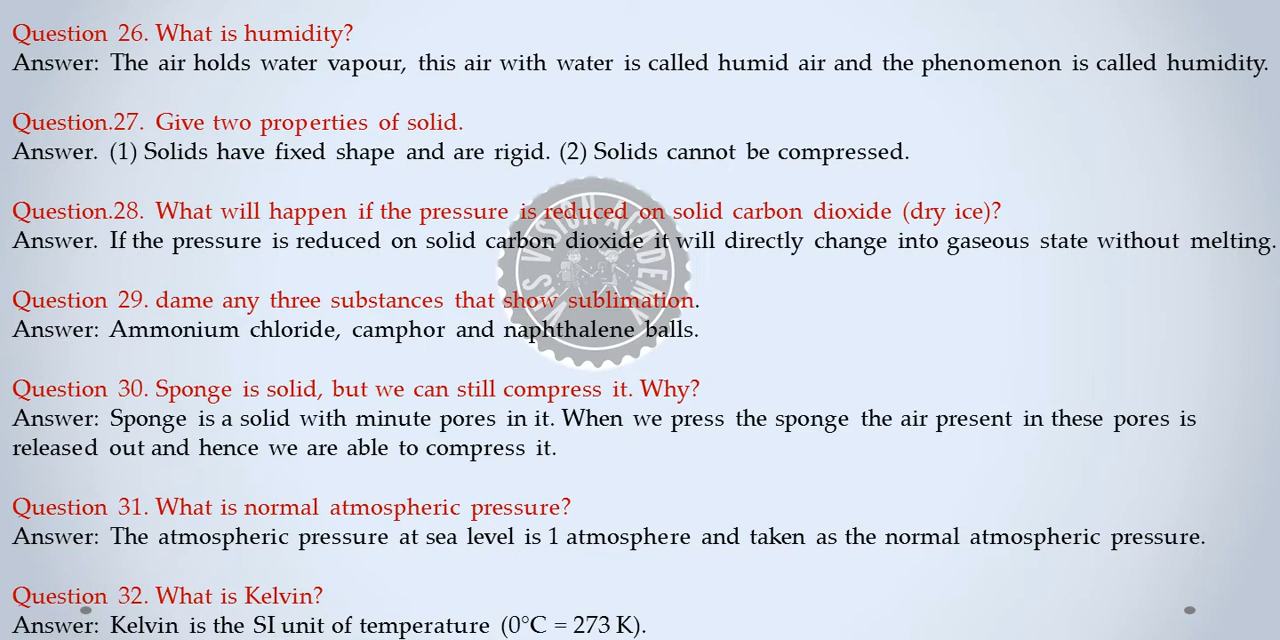 Question 26. What is humidity?
Answer: The air holds water vapour, this air with water is called humid air and the phenomenon is called humidity.
Question.27. Give two properties of solid.
Answer. (1) Solids have fixed shape and are rigid. (2) Solids cannot be compressed.
Question.28. What will happen if the pressure is reduced on solid carbon dioxide (dry ice)?
Answer. If the pressure is reduced on solid carbon dioxide it will directly change into gaseous state without melting.
Question 29. dame any three substances that show sublimation.
Answer: Ammonium chloride, camphor and naphthalene balls.
Question 30. Sponge is solid, but we can still compress it. Why?
Answer: Sponge is a solid with minute pores in it. When we press the sponge the air present in these pores is
released out and hence we are able to compress it.
Question 31. What is normal atmospheric pressure?
Answer: The atmospheric pressure at sea level is 1 atmosphere and taken as the normal atmospheric pressure.
Question 32. What is Kelvin?
Answer: Kelvin is the SI unit of temperature (0°C = 273 K).
VISION ACADEMY